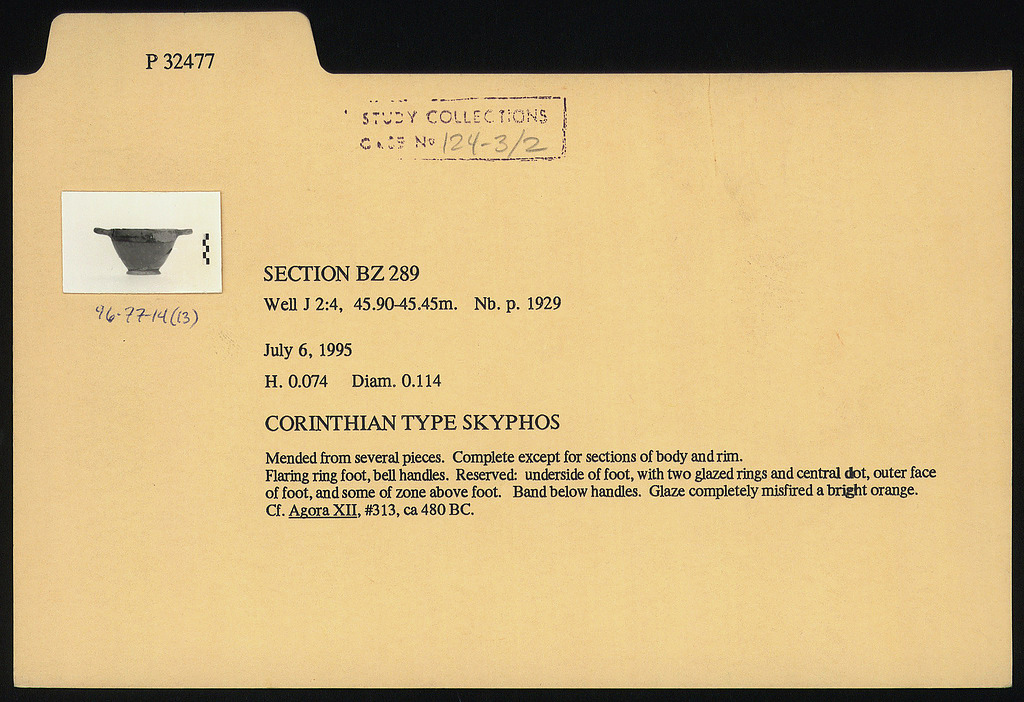 P 32477
STUDY COLLECTIONS
CASE No 124-3/2
96-77-14(13)
SECTION BZ 289
Well J 2:4, 45.90-45.45m. Nb. p. 1929
July 6, 1995
H. 0.074 Diam. 0.114
CORINTHIAN TYPE SKYPHOS
Mended from several pieces. Complete except for sections of body and rim.
Flaring ring foot, bell handles. Reserved: underside of foot, with two glazed rings and central dot, outer face
of foot, and some of zone above foot. Band below handles. Glaze completely misfired a bright orange.
Cf. Agora XII, #313, ca 480 BC.